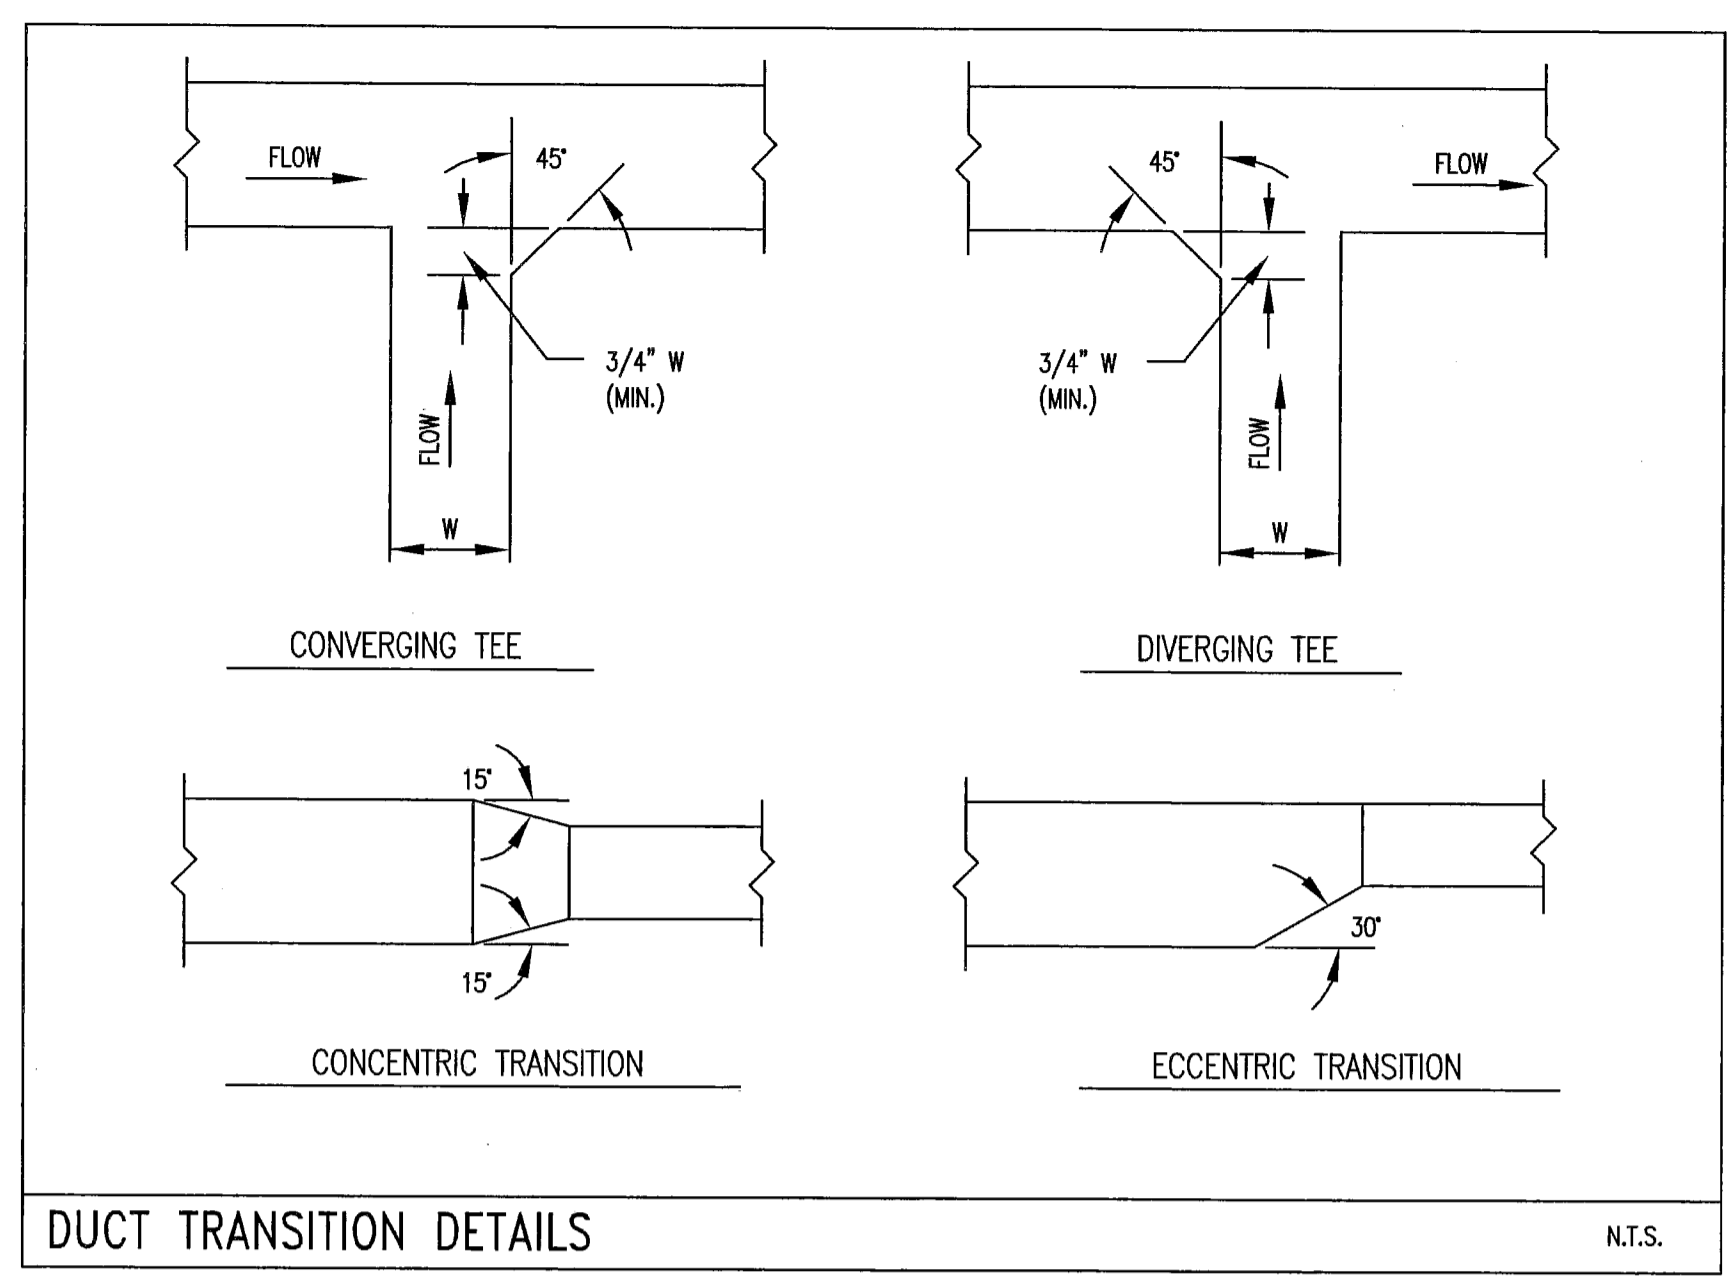 FLOW
45°
3/4" W
(MIN.)
FLOW
W
CONVERGING TEE
45°
FLOW
3/4" W
(MIN.)
FLOW
W
DIVERGING TEE
15°
15°
CONCENTRIC TRANSITION
30°
ECCENTRIC TRANSITION
DUCT TRANSITION DETAILS
N.T.S.